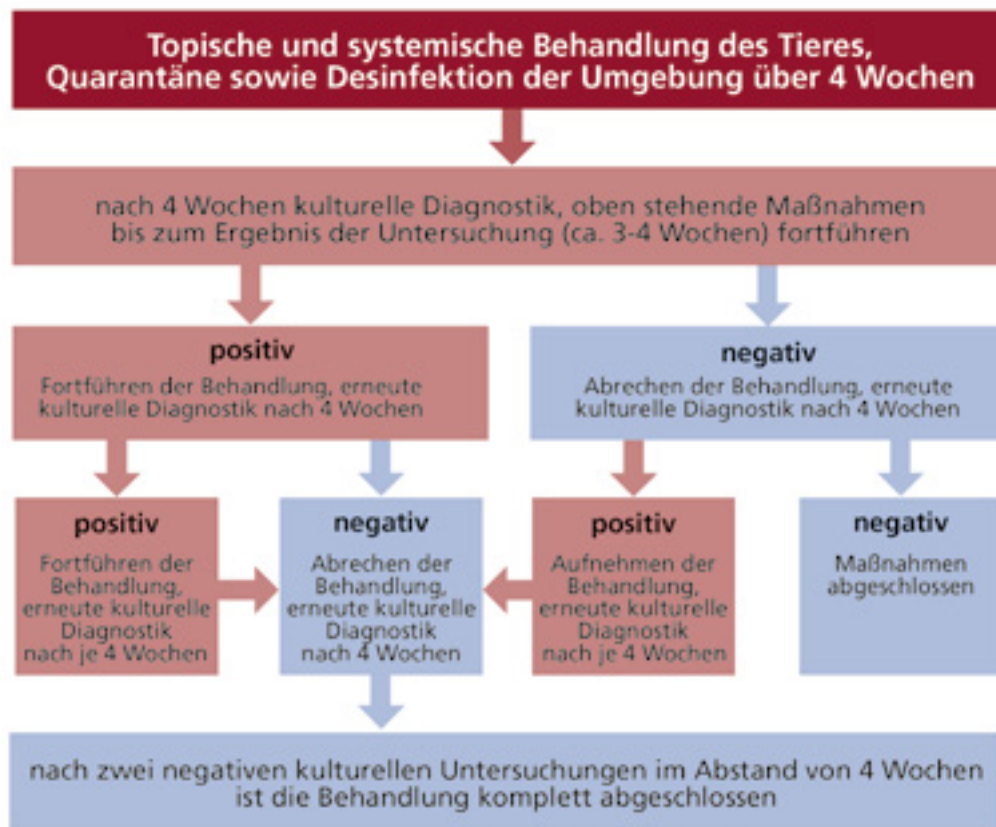 Topische und systemische Behandlung des Tieres,
Quarantäne sowie Desinfektion der Umgebung über 4 Wochen
nach 4 Wochen kulturelle Diagnostik, oben stehende Maßnahmen
bis zum Ergebnis der Untersuchung (ca. 3-4 Wochen) fortführen
positiv
Fortführen der Behandlung, erneute
kulturelle Diagnostik nach 4 Wochen
negativ
Abrechen der Behandlung, erneute
kulturelle Diagnostik nach 4 Wochen
positiv
Fortführen der
Behandlung,
erneute kulturelle
Diagnostik
nach je 4 Wochen
negativ
Abrechen der
Behandlung,
erneute kulturelle
Diagnostik
nach 4 Wochen
positiv
Aufnehmen der
Behandlung,
erneute kulturelle
Diagnostik
nach je 4 Wochen
negativ
Maßnahmen
abgeschlossen
nach zwei negativen kulturellen Untersuchungen im Abstand von 4 Wochen
ist die Behandlung komplett abgeschlossen